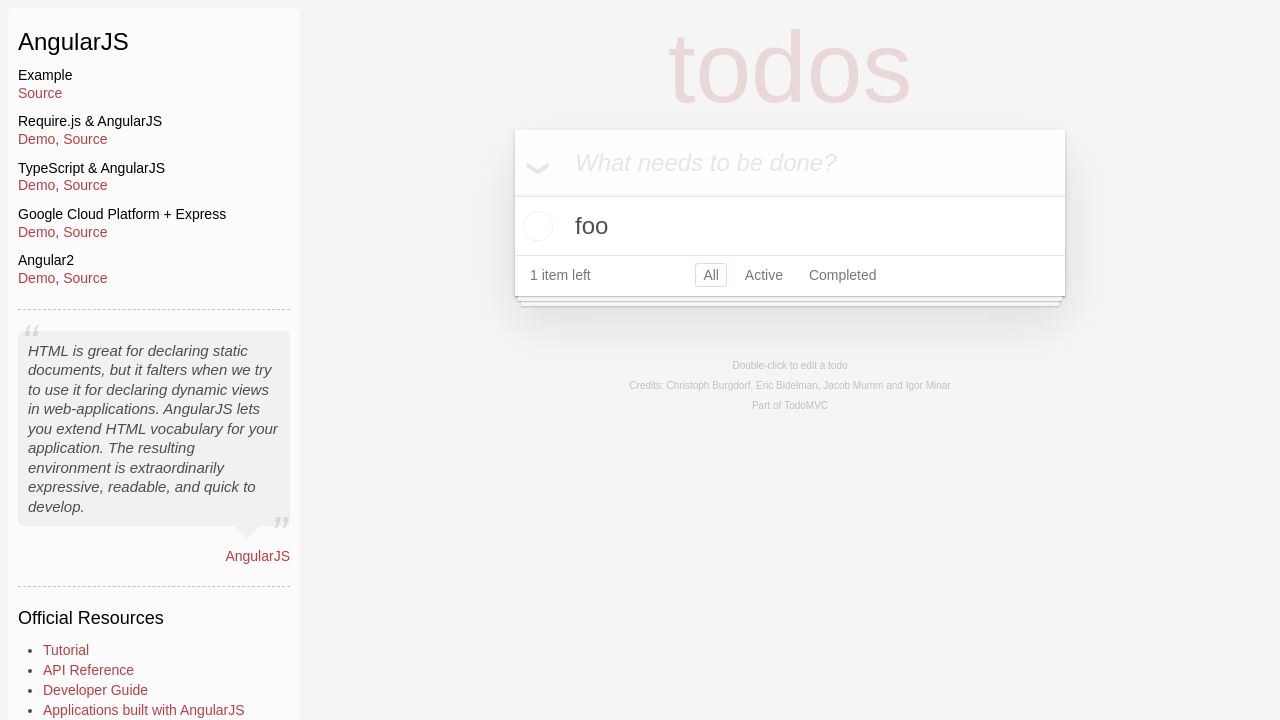 AngularJS
Example
Source
Require.js & AngularJS
Demo, Source
TypeScript & AngularJS
Demo, Source
Google Cloud Platform + Express
Demo, Source
Angular2
Demo, Source
“
HTML is great for declaring static
documents, but it falters when we try
to use it for declaring dynamic views
in web-applications. AngularJS lets
you extend HTML vocabulary for your
application. The resulting
environment is extraordinarily
expressive, readable, and quick to
develop.
”
AngularJS
Official Resources
Tutorial
API Reference
Developer Guide
Applications built with AngularJS
todos
What needs to be done?
foo
1 item left
All Active Completed
Double-click to edit a todo
Credits: Christoph Burgdorf, Eric Bidelman, Jacob Mumm and Igor Minar
Part of TodoMVC